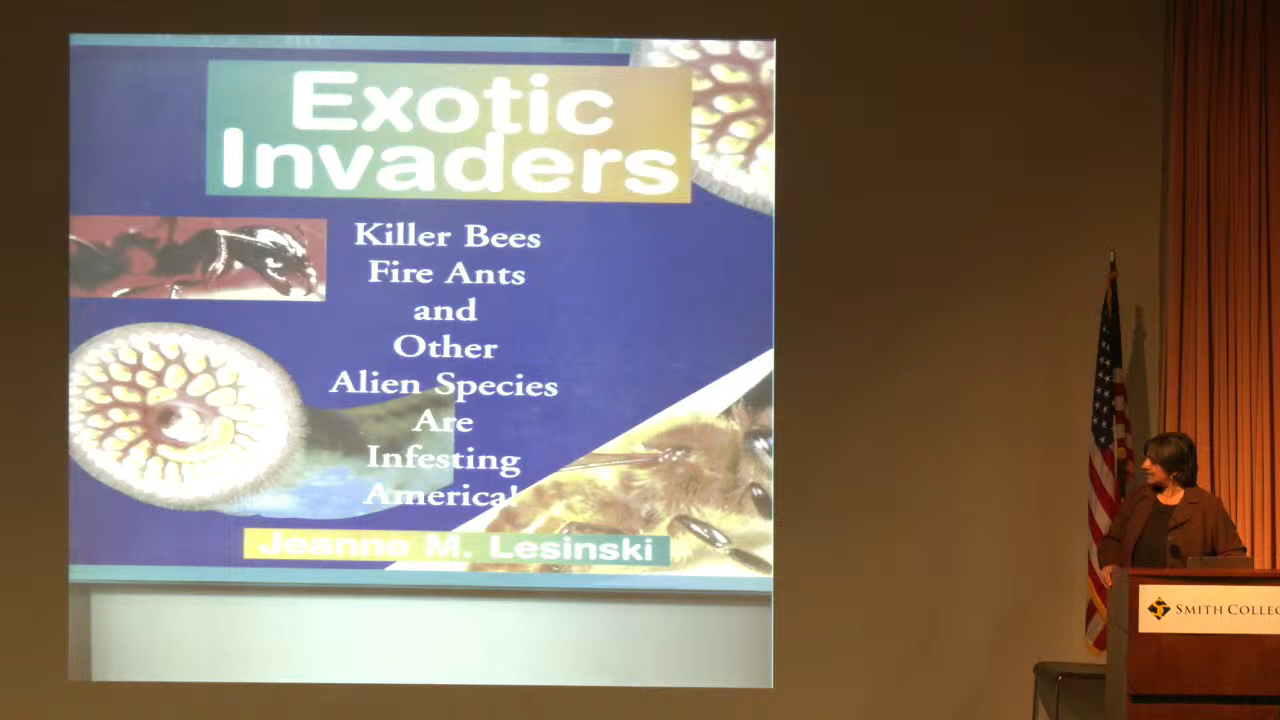 Exotic
Invaders
Killer Bees
Fire Ants
and
Other
Alien Species
Are
Infesting
America!
Jeanne M. Lesinski
SMITH COLLEG